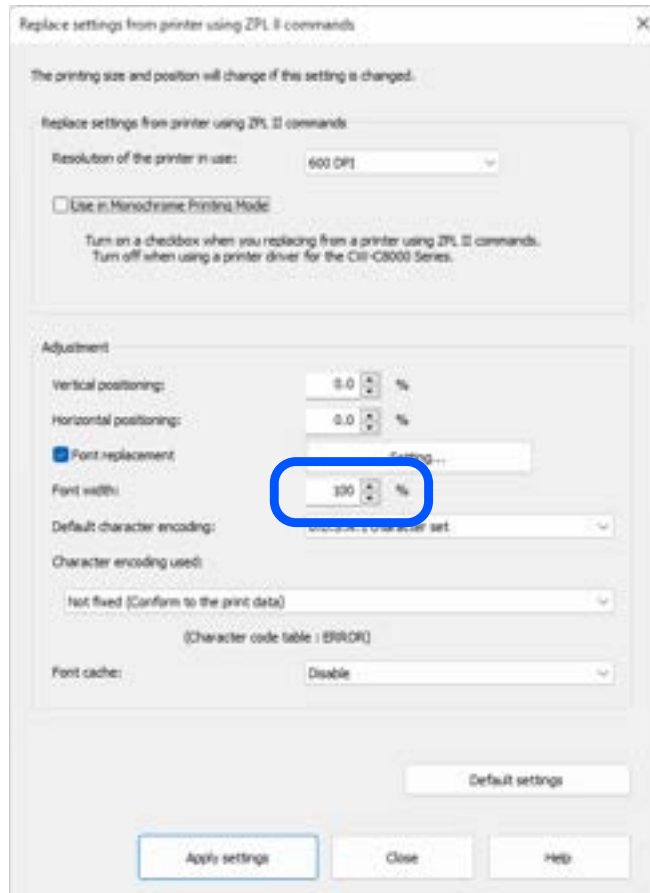 Replace settings from printer using ZPL II commands
The printing size and position will change if this setting is changed.
Replace settings from printer using ZPL II commands
Resolution of the printer in use: 600 DPI
Use in Monochrome Printing Mode
Turn on a checkbox when you replacing from a printer using ZPL II commands.
Turn off when using a printer driver for the CW-C8000 Series.
Adjustment
Vertical positioning: 0.0 %
Horizontal positioning: 0.0 %
Font replacement Setting...
Font width: 100 %
Default character encoding: character set
Character encoding used:
Not fixed (Conform to the print data)
(Character code table : ERROR)
Font cache: Disable
Default settings
Apply settings Close Help